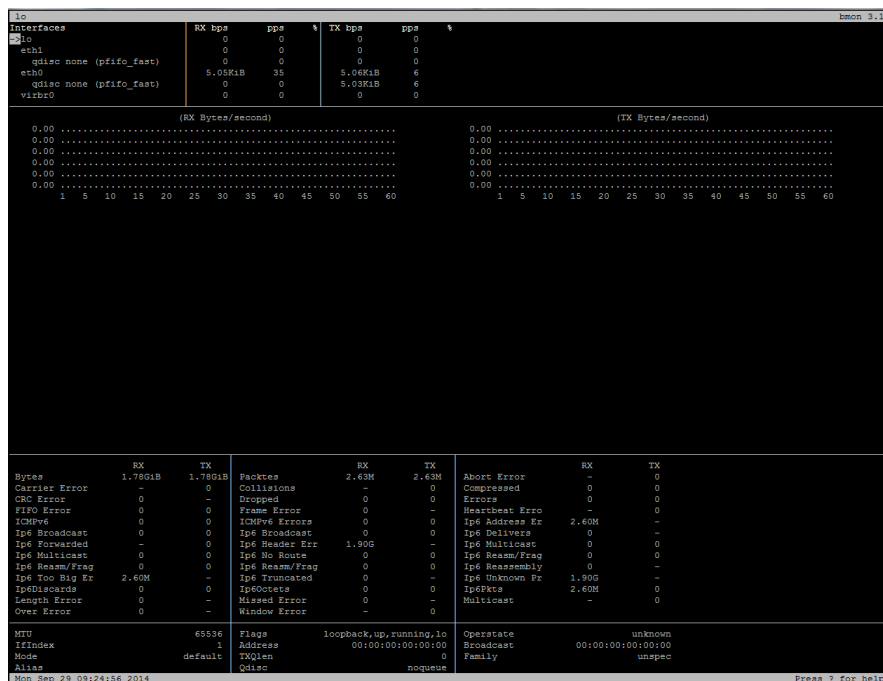 lo bmon 3.1
Interfaces RX bps pps % TX bps pps %
->lo 0 0 0 0
eth1 0 0 0 0
qdisc none (pfifo_fast) 0 0 0 0
eth0 5.05KiB 35 5.06KiB 6
qdisc none (pfifo_fast) 0 0 5.03KiB 6
virbr0 0 0 0 0
(RX Bytes/second) (TX Bytes/second)
0.00 ............................................................ 0.00 ............................................................
0.00 ............................................................ 0.00 ............................................................
0.00 ............................................................ 0.00 ............................................................
0.00 ............................................................ 0.00 ............................................................
0.00 ............................................................ 0.00 ............................................................
0.00 ............................................................ 0.00 ............................................................
1 5 10 15 20 25 30 35 40 45 50 55 60 1 5 10 15 20 25 30 35 40 45 50 55 60
RX TX RX TX RX TX
Bytes 1.78GiB 1.78GiB Packtes 2.63M 2.63M Abort Error - 0
Carrier Error - 0 Collisions - 0 Compressed 0 0
CRC Error 0 - Dropped 0 0 Errors 0 0
FIFO Error 0 0 Frame Error 0 - Heartbeat Erro - 0
ICMPv6 0 0 ICMPv6 Errors 0 0 Ip6 Address Er 2.60M -
Ip6 Broadcast 0 0 Ip6 Broadcast 0 0 Ip6 Delivers 0 -
Ip6 Forwarded - 0 Ip6 Header Err 1.90G - Ip6 Multicast 0 0
Ip6 Multicast 0 0 Ip6 No Route 0 0 Ip6 Reasm/Frag 0 0
Ip6 Reasm/Frag 0 0 Ip6 Reasm/Frag 0 0 Ip6 Reassembly 0 -
Ip6 Too Big Er 2.60M - Ip6 Truncated 0 - Ip6 Unknown Pr 1.90G -
Ip6Discards 0 0 Ip6Octets 0 0 Ip6Pkts 2.60M 0
Length Error 0 - Missed Error 0 - Multicast - 0
Over Error 0 - Window Error - 0
MTU 65536 Flags loopback,up,running,lo Operstate unknown
IfIndex 1 Address 00:00:00:00:00:00 Broadcast 00:00:00:00:00:00
Mode default TXQlen 0 Family unspec
Alias Qdisc noqueue
Mon Sep 29 09:24:56 2014 Press ? for help